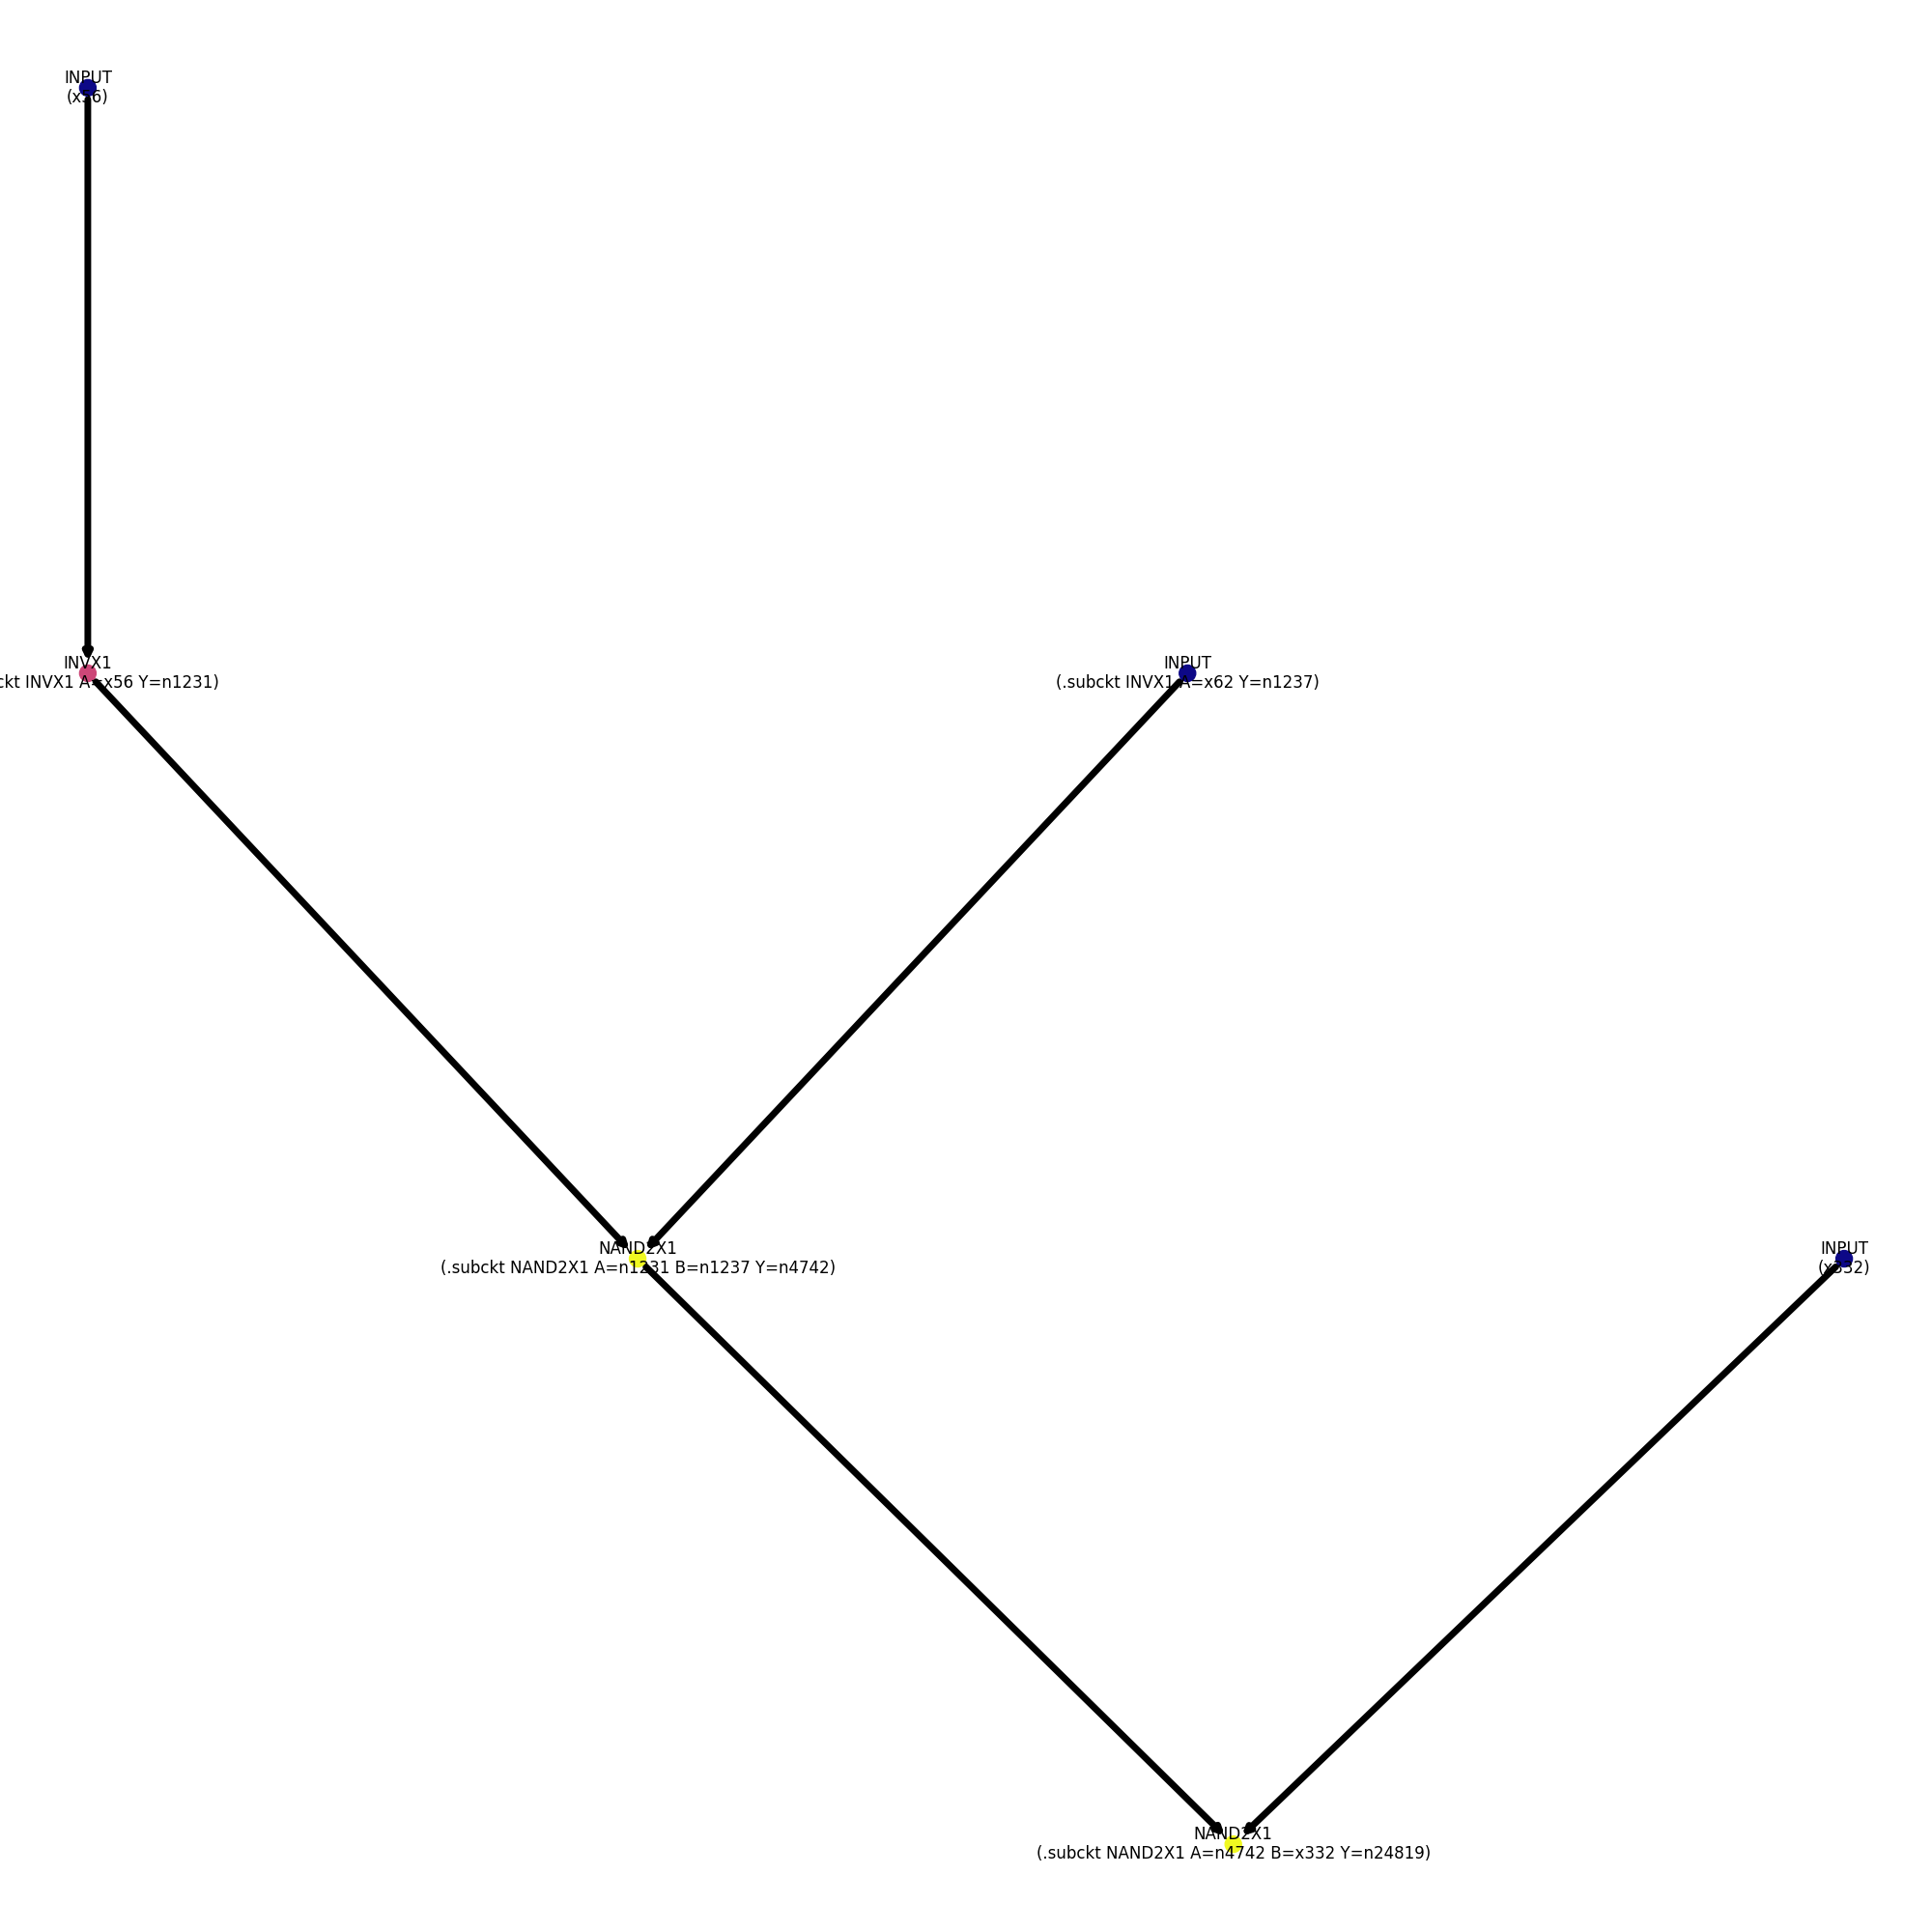 INPUT
(x56)
INVX1
ckt INVX1 A=x56 Y=n1231)
INPUT
(.subckt INVX1 A=x62 Y=n1237)
NAND2X1
(.subckt NAND2X1 A=n1231 B=n1237 Y=n4742)
INPUT
(x332)
NAND2X1
(.subckt NAND2X1 A=n4742 B=x332 Y=n24819)